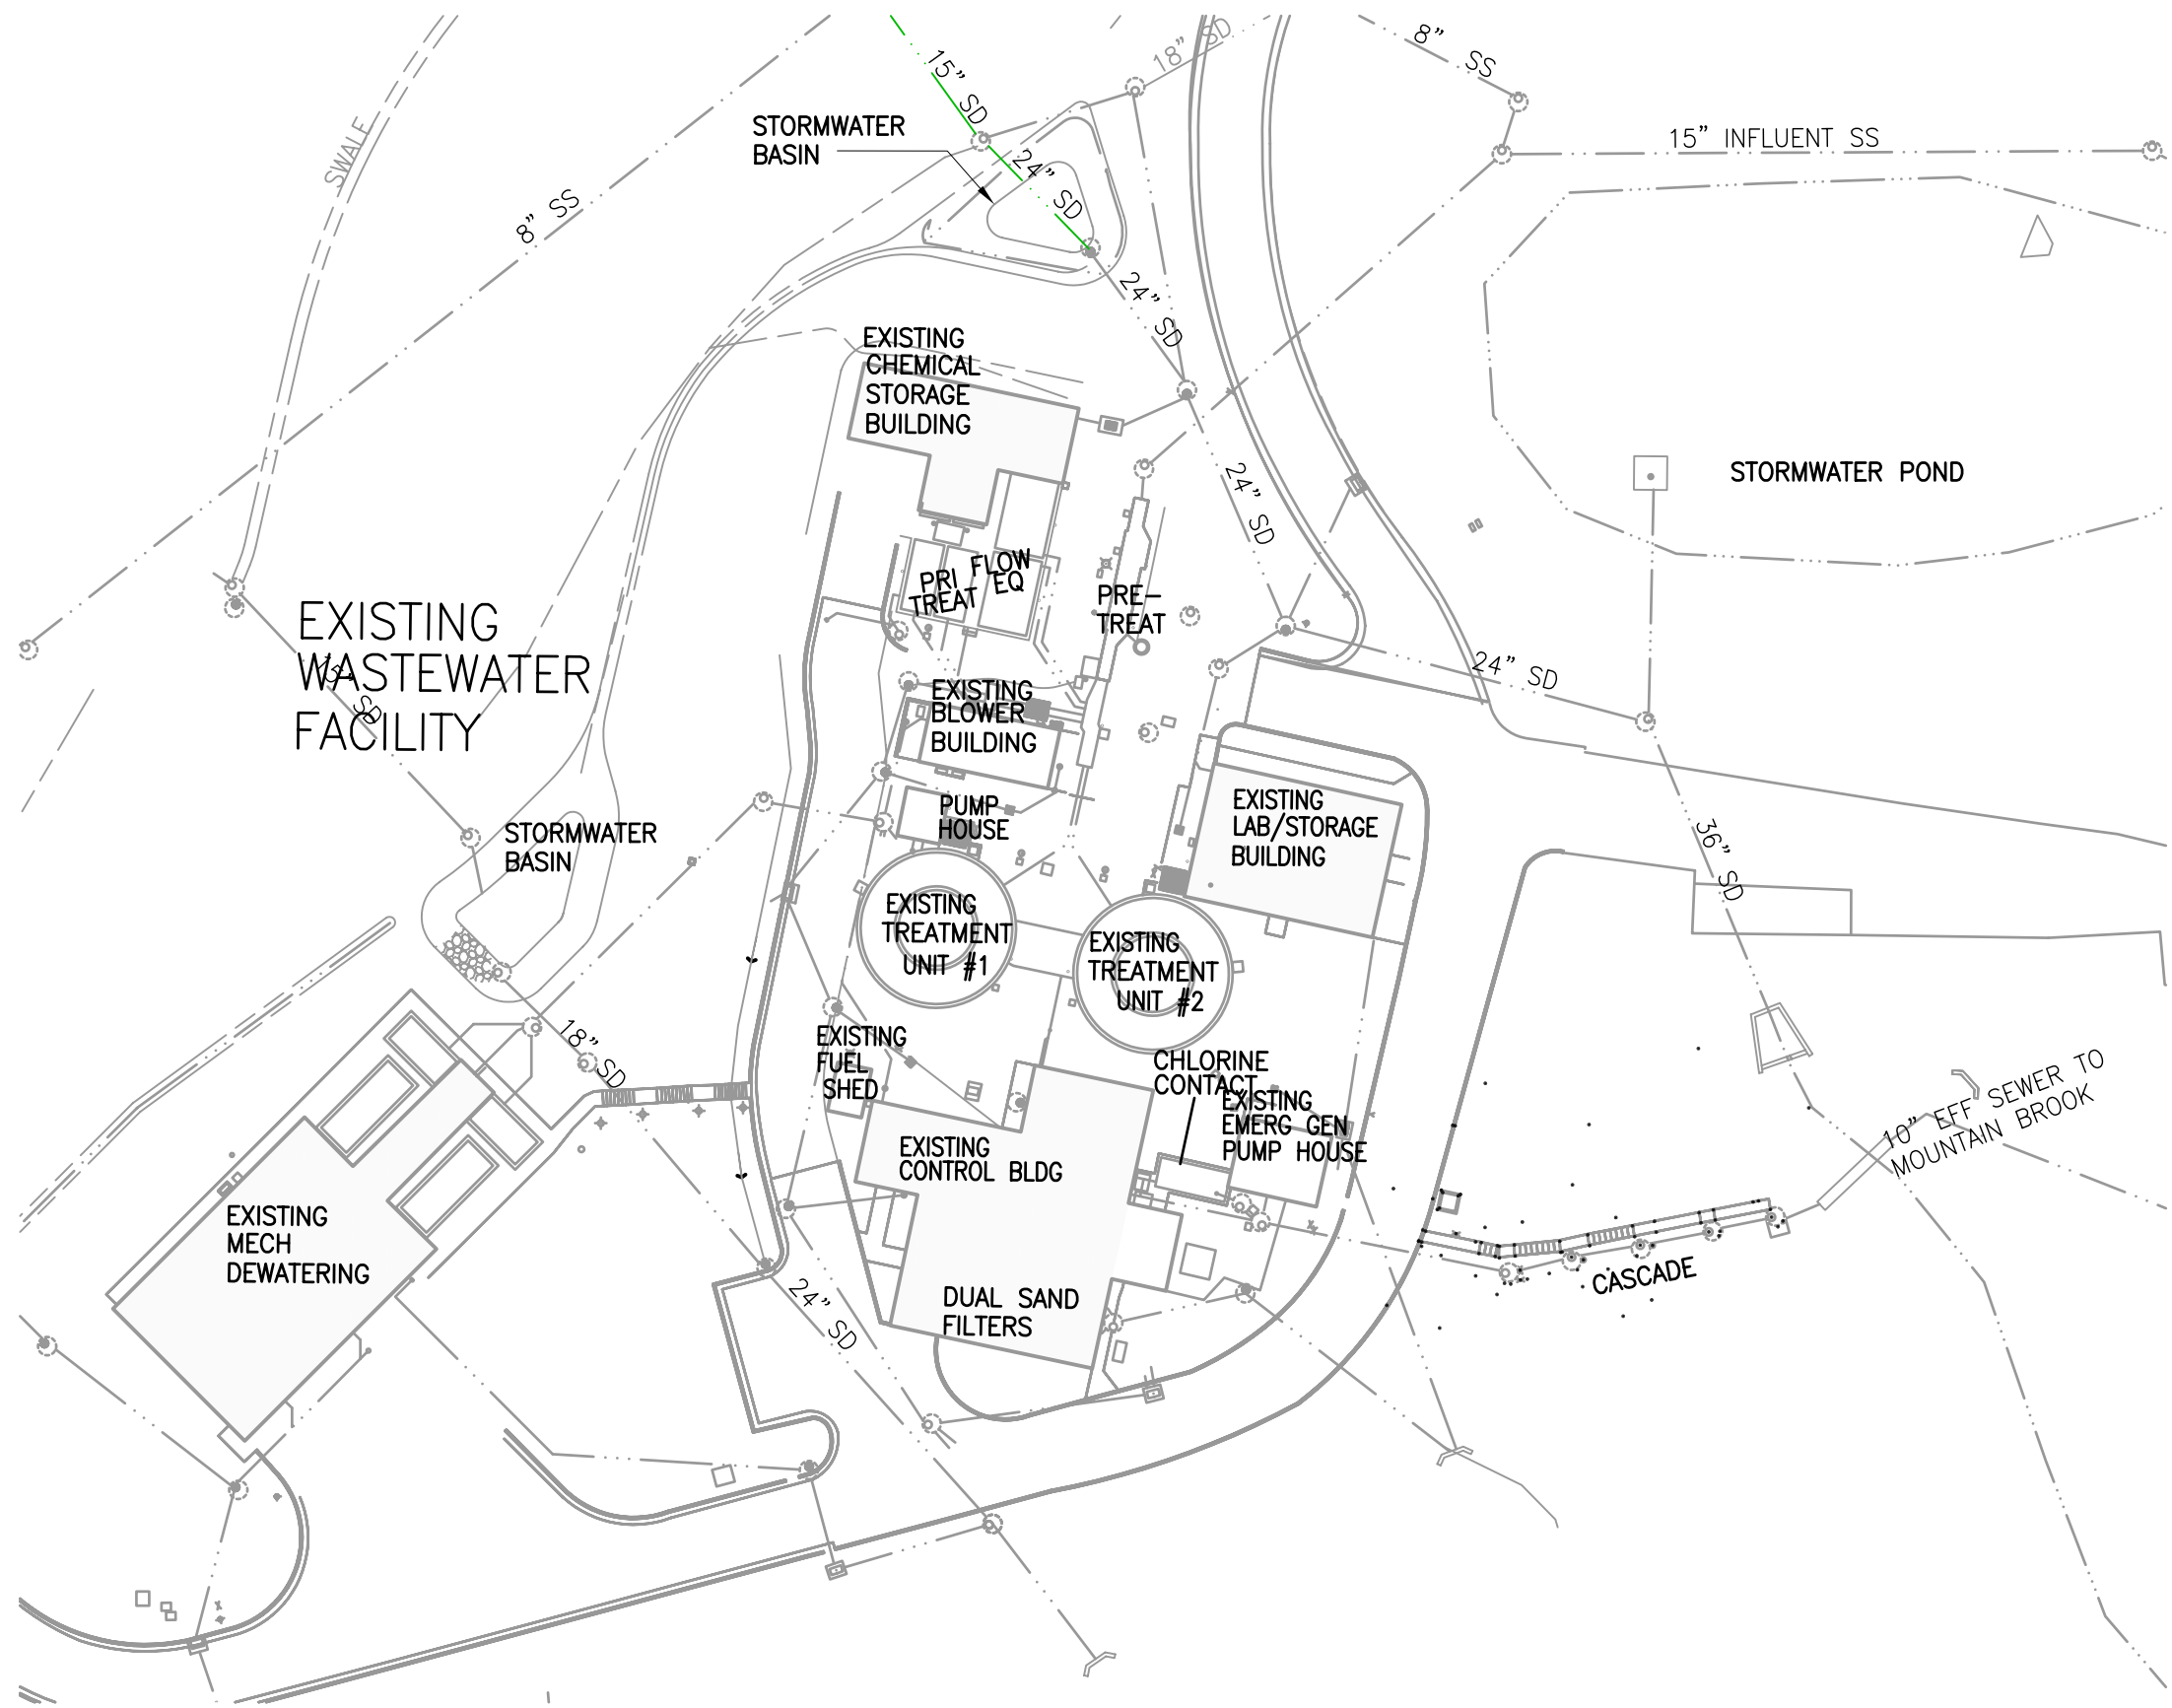 15" SD
18" SD
8" SS
STORMWATER
BASIN
15" INFLUENT SS
SWALE
24" SD
8" SS
24" SD
EXISTING
CHEMICAL
STORAGE
BUILDING
24" SD
STORMWATER POND
PRI
TREAT
FLOW
EQ
PRE-
TREAT
EXISTING
WASTEWATER
FACILITY
15" SD
24" SD
EXISTING
BLOWER
BUILDING
PUMP
HOUSE
EXISTING
LAB/STORAGE
BUILDING
36" SD
STORMWATER
BASIN
EXISTING
TREATMENT
UNIT #1
EXISTING
TREATMENT
UNIT #2
18" SD
EXISTING
FUEL
SHED
CHLORINE
CONTACT
EXISTING
EMERG GEN
PUMP HOUSE
10" EFF SEWER TO
MOUNTAIN BROOK
EXISTING
CONTROL BLDG
EXISTING
MECH
DEWATERING
CASCADE
24" SD
DUAL SAND
FILTERS